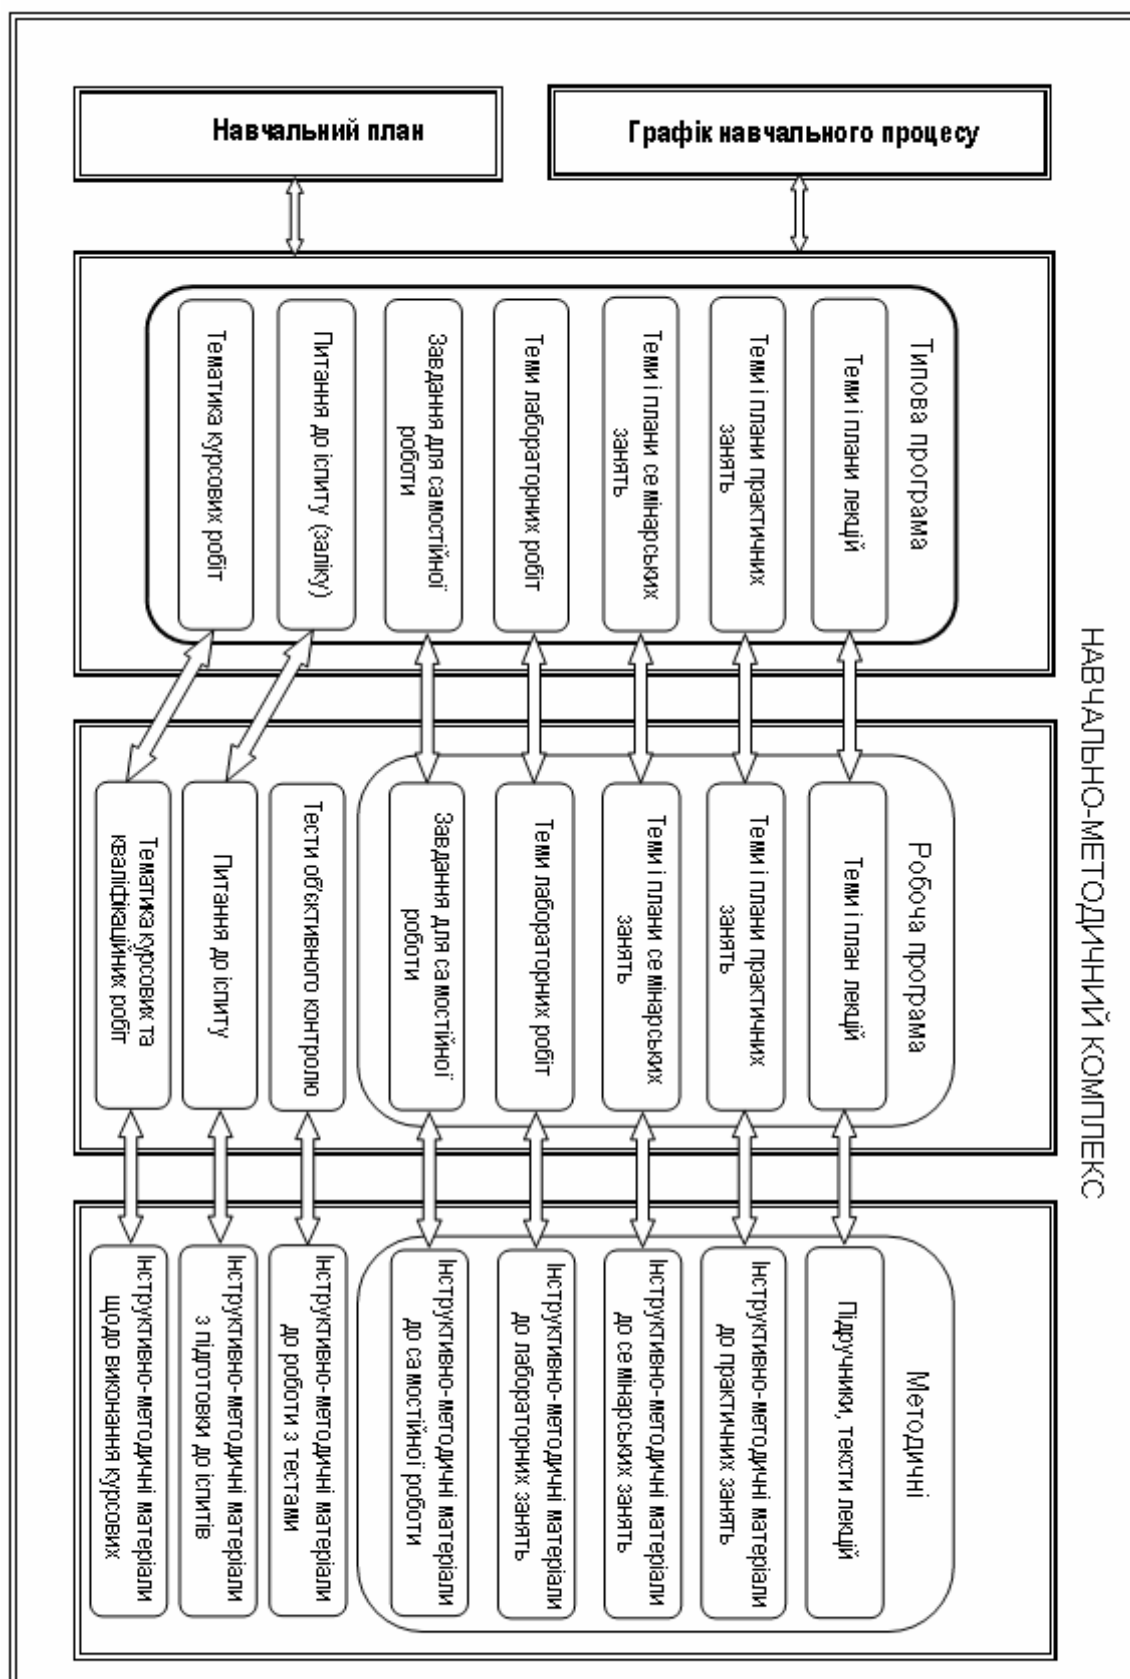 НАВЧАЛЬНО-МЕТОДИЧНИЙ КОМПЛЕКС
Графік навчального процесу
Навчальний план
Типова програма
Теми і плани лекцій
Теми і плани практичних
занять
Теми і плани семінарських
занять
Теми лабораторних робіт
Завдання для самостійної
роботи
Питання до іспиту (заліку)
Тематика курсових робіт
Робоча програма
Теми і план лекцій
Теми і плани практичних
занять
Теми і плани семінарських
занять
Теми лабораторних робіт
Завдання для самостійної
роботи
Тести об'єктивного контролю
Питання до іспиту
Тематика курсових та
кваліфікаційних робіт
Методичні
Підручники, тексти лекцій
Інструктивно-методичні матеріали
до практичних занять
Інструктивно-методичні матеріали
до семінарських занять
Інструктивно-методичні матеріали
до лабораторних занять
Інструктивно-методичні матеріали
до самостійної роботи
Інструктивно-методичні матеріали
до роботи з тестами
Інструктивно-методичні матеріали
з підготовки до іспитів
Інструктивно-методичні матеріали
щодо виконання курсових